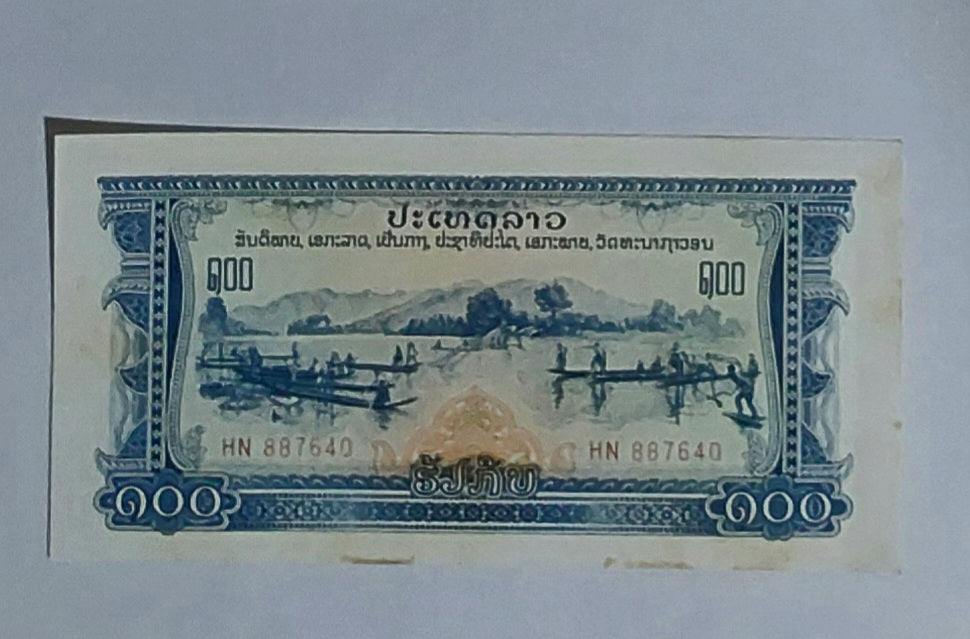 ປະເທດລາວ
ສັນຕິພາບ, ເອກະລາດ, ເປັນກາງ, ປະຊາທິປະໄຕ, ເອກະພາບ, ວັດທະນາຖາວອນ
໑໐໐ ໑໐໐
HN 887640 HN 887640
ຮ້ອຍກີບ
໑໐໐ ໑໐໐